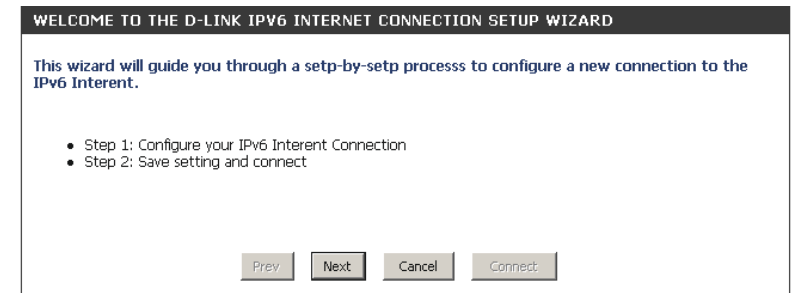 WELCOME TO THE D-LINK IPV6 INTERNET CONNECTION SETUP WIZARD
This wizard will guide you through a setp-by-setp processs to configure a new connection to the
IPv6 Interent.
• Step 1: Configure your IPv6 Interent Connection
• Step 2: Save setting and connect
Prev Next Cancel Connect